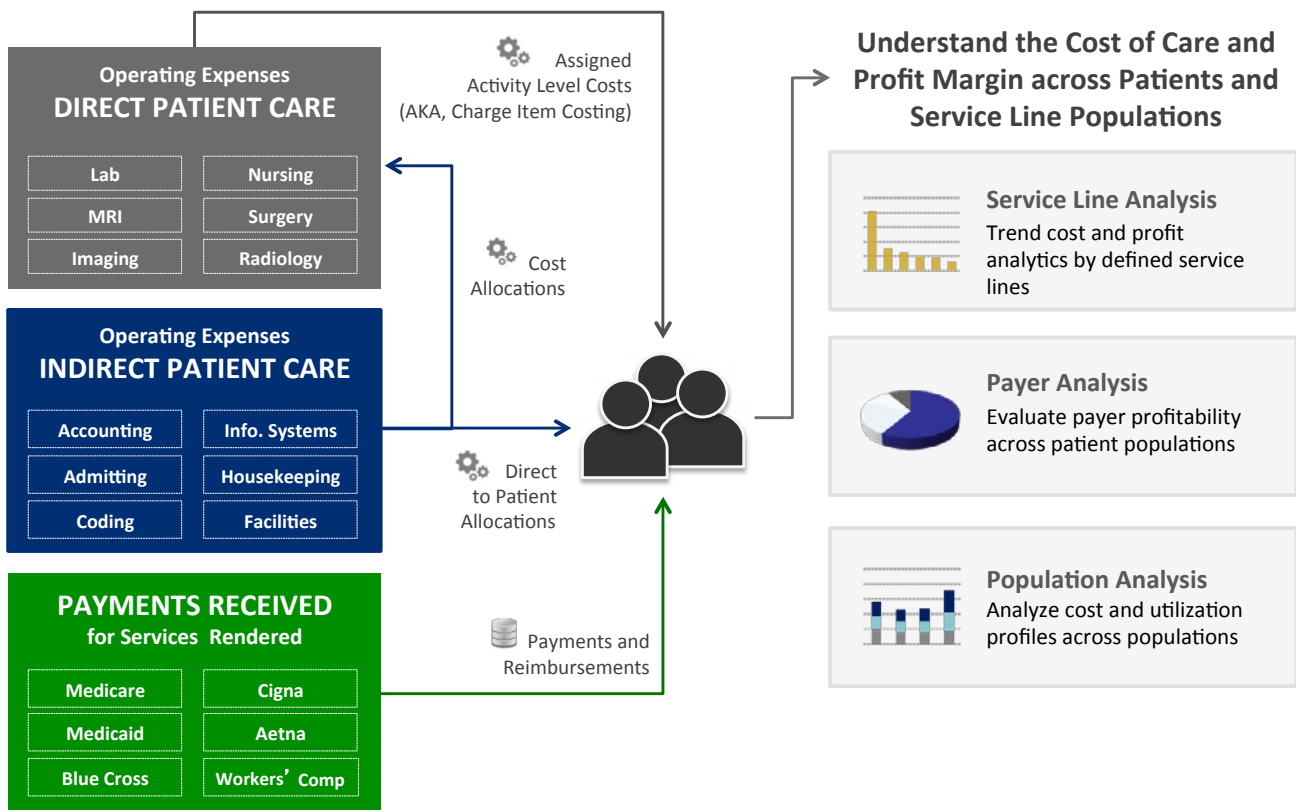 Operating Expenses
DIRECT PATIENT CARE
Lab
Nursing
MRI
Surgery
Imaging
Radiology
Operating Expenses
INDIRECT PATIENT CARE
Accounting
Info. Systems
Admitting
Housekeeping
Coding
Facilities
PAYMENTS RECEIVED
for Services Rendered
Medicare
Cigna
Medicaid
Aetna
Blue Cross
Workers’ Comp
Assigned
Activity Level Costs
(AKA, Charge Item Costing)
Cost
Allocations
Direct
to Patient
Allocations
Payments and
Reimbursements
Understand the Cost of Care and
Profit Margin across Patients and
Service Line Populations
Service Line Analysis
Trend cost and profit
analytics by defined service
lines
Payer Analysis
Evaluate payer profitability
across patient populations
Population Analysis
Analyze cost and utilization
profiles across populations